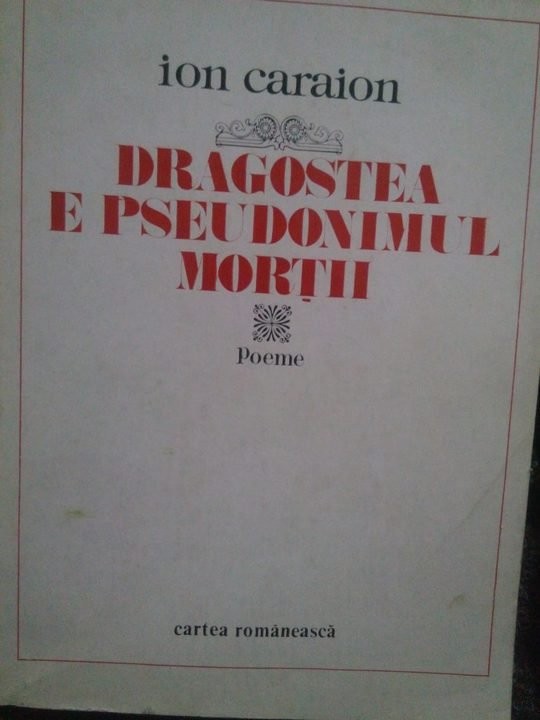 ion caraion
DRAGOSTEA
E PSEUDONIMUL
MORȚII
Poeme
cartea românească